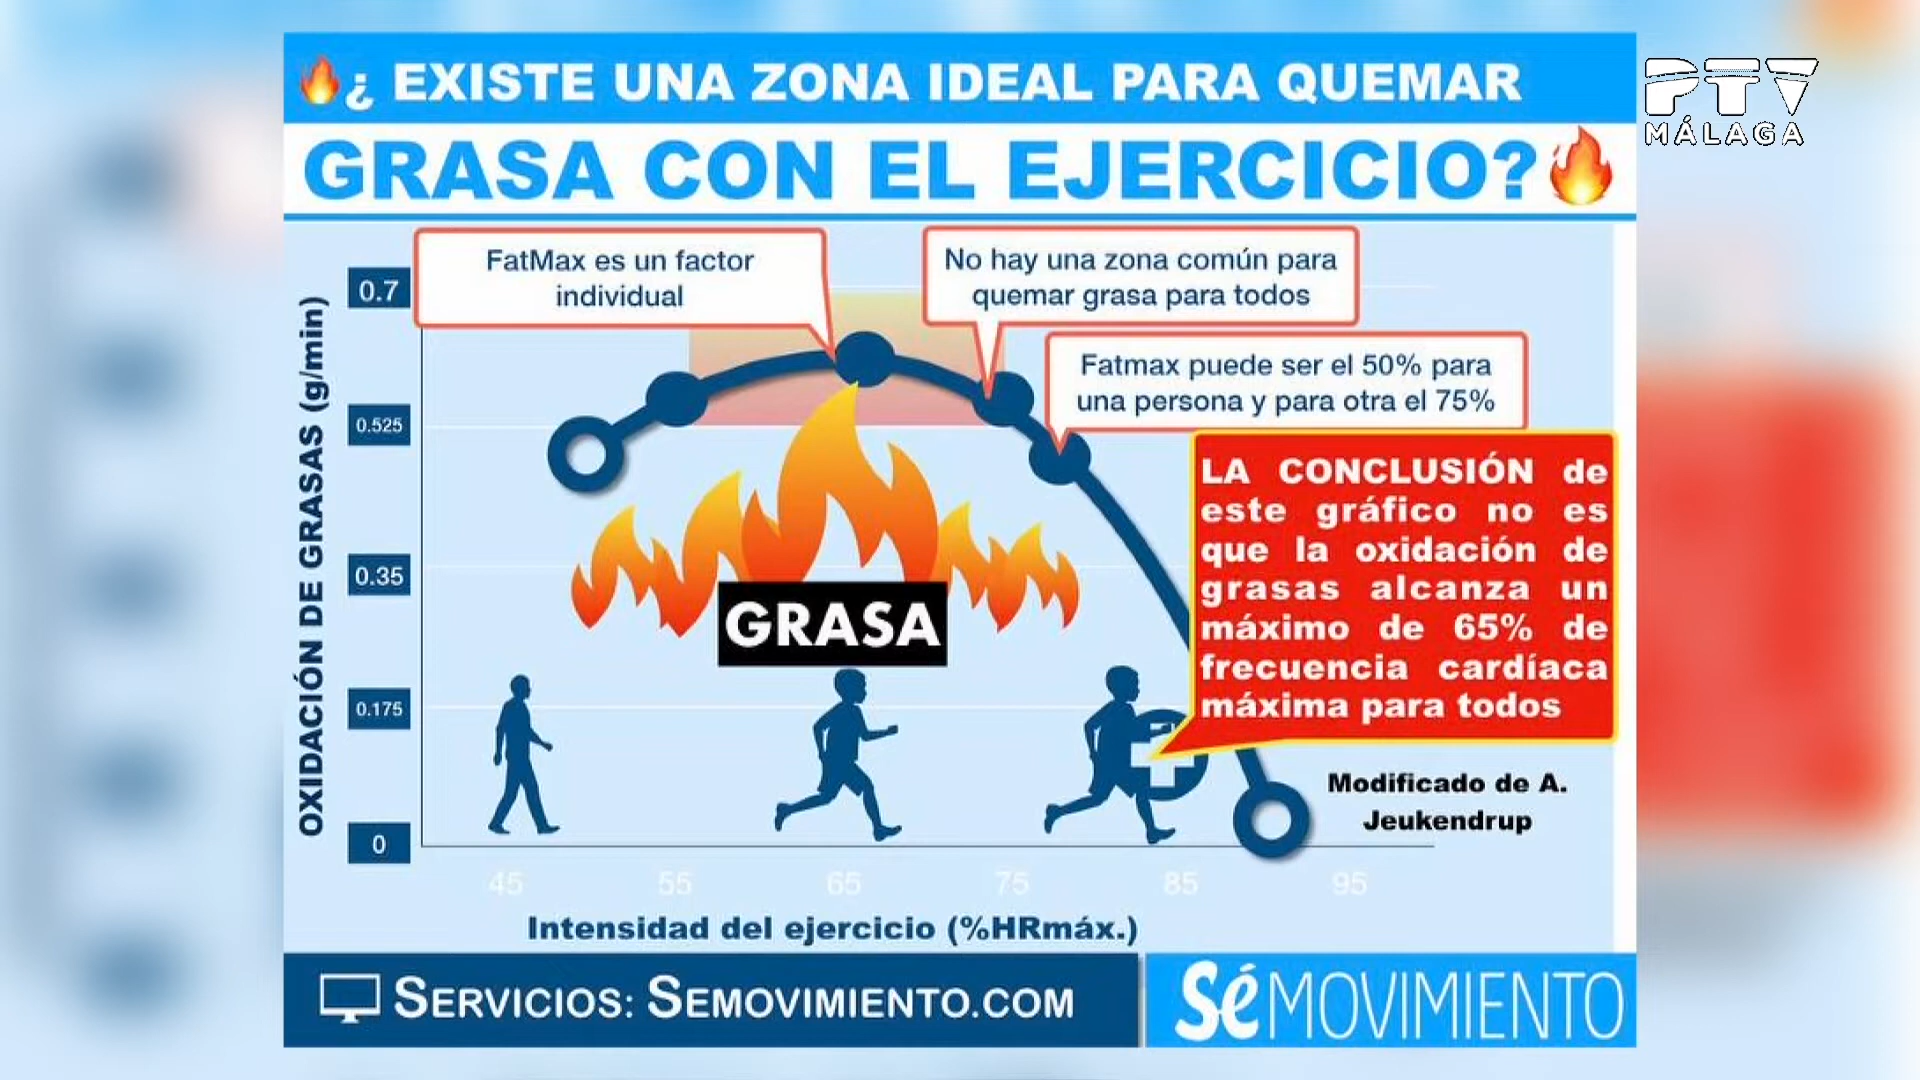 ¿ EXISTE UNA ZONA IDEAL PARA QUEMAR
GRASA CON EL EJERCICIO?
PTV
MÁLAGA
FatMax es un factor
individual
No hay una zona común para
quemar grasa para todos
Fatmax puede ser el 50% para
una persona y para otra el 75%
OXIDACIÓN DE GRASAS (g/min)
0.7
0.525
0.35
0.175
0
GRASA
LA CONCLUSIÓN de
este gráfico no es
que la oxidación de
grasas alcanza un
máximo de 65% de
frecuencia cardíaca
máxima para todos
Modificado de A.
Jeukendrup
45 55 65 75 85 95
Intensidad del ejercicio (%HRmáx.)
SERVICIOS: SEMOVIMIENTO.COM
Sé MOVIMIENTO